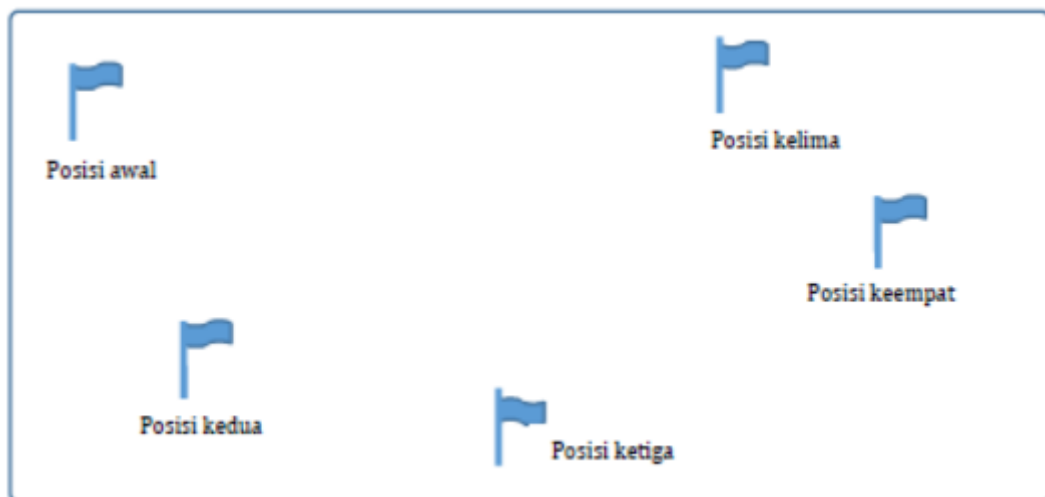 Posisi awal
Posisi kelima
Posisi keempat
Posisi kedua
Posisi ketiga